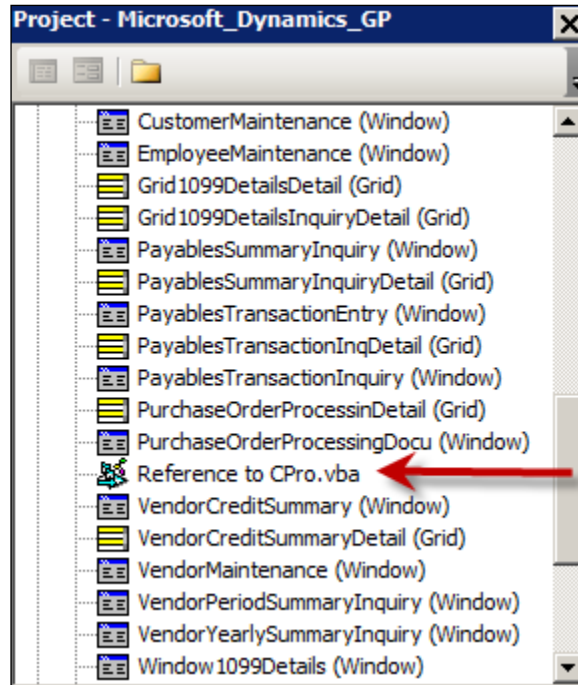 Project - Microsoft_Dynamics_GP
CustomerMaintenance (Window)
EmployeeMaintenance (Window)
Grid1099DetailsDetail (Grid)
Grid1099DetailsInquiryDetail (Grid)
PayablesSummaryInquiry (Window)
PayablesSummaryInquiryDetail (Grid)
PayablesTransactionEntry (Window)
PayablesTransactionInqDetail (Grid)
PayablesTransactionInquiry (Window)
PurchaseOrderProcessinDetail (Grid)
PurchaseOrderProcessingDocu (Window)
Reference to CPro.vba
VendorCreditSummary (Window)
VendorCreditSummaryDetail (Grid)
VendorMaintenance (Window)
VendorPeriodSummaryInquiry (Window)
VendorYearlySummaryInquiry (Window)
Window1099Details (Window)